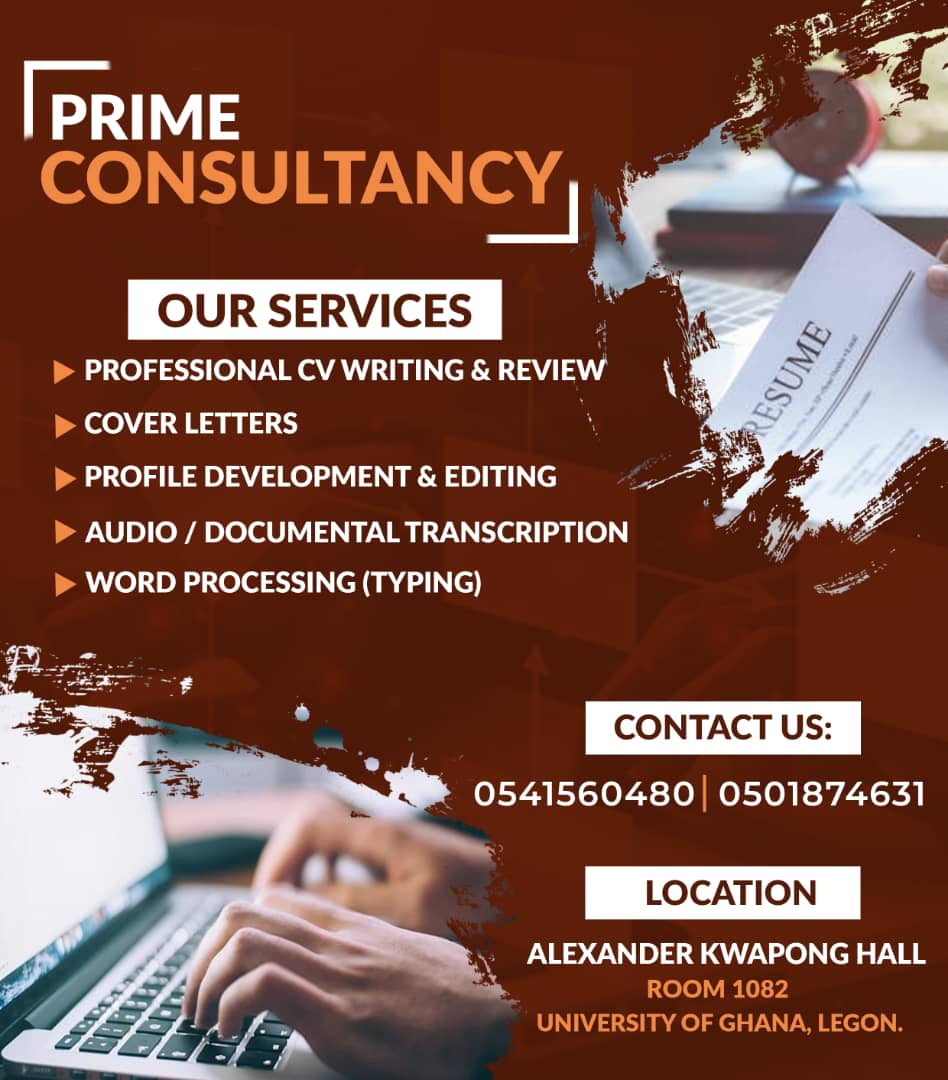 PRIME
CONSULTANCY
OUR SERVICES
PROFESSIONAL CV WRITING & REVIEW
COVER LETTERS
PROFILE DEVELOPMENT & EDITING
AUDIO / DOCUMENTAL TRANSCRIPTION
WORD PROCESSING (TYPING)
RESUME
CONTACT US:
0541560480 | 0501874631
LOCATION
ALEXANDER KWAPONG HALL
ROOM 1082
UNIVERSITY OF GHANA, LEGON.